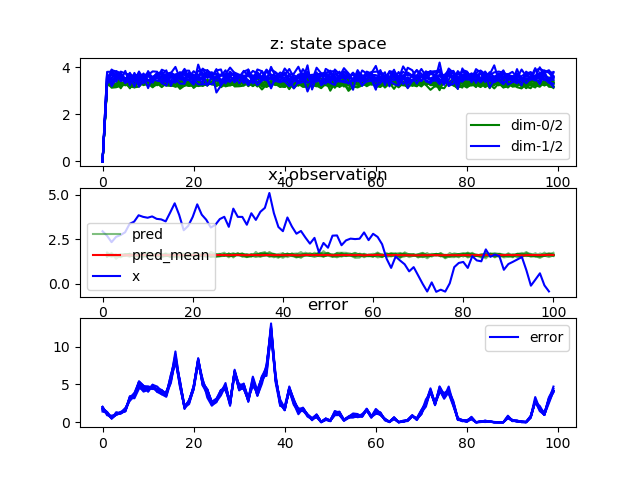 z: state space
4
2
0
dim-0/2
dim-1/2
0 20 40 60 80 100
x: observation
5.0
2.5
0.0
pred
pred_mean
x
0 20 40 60 80 100
error
10
5
0
error
0 20 40 60 80 100